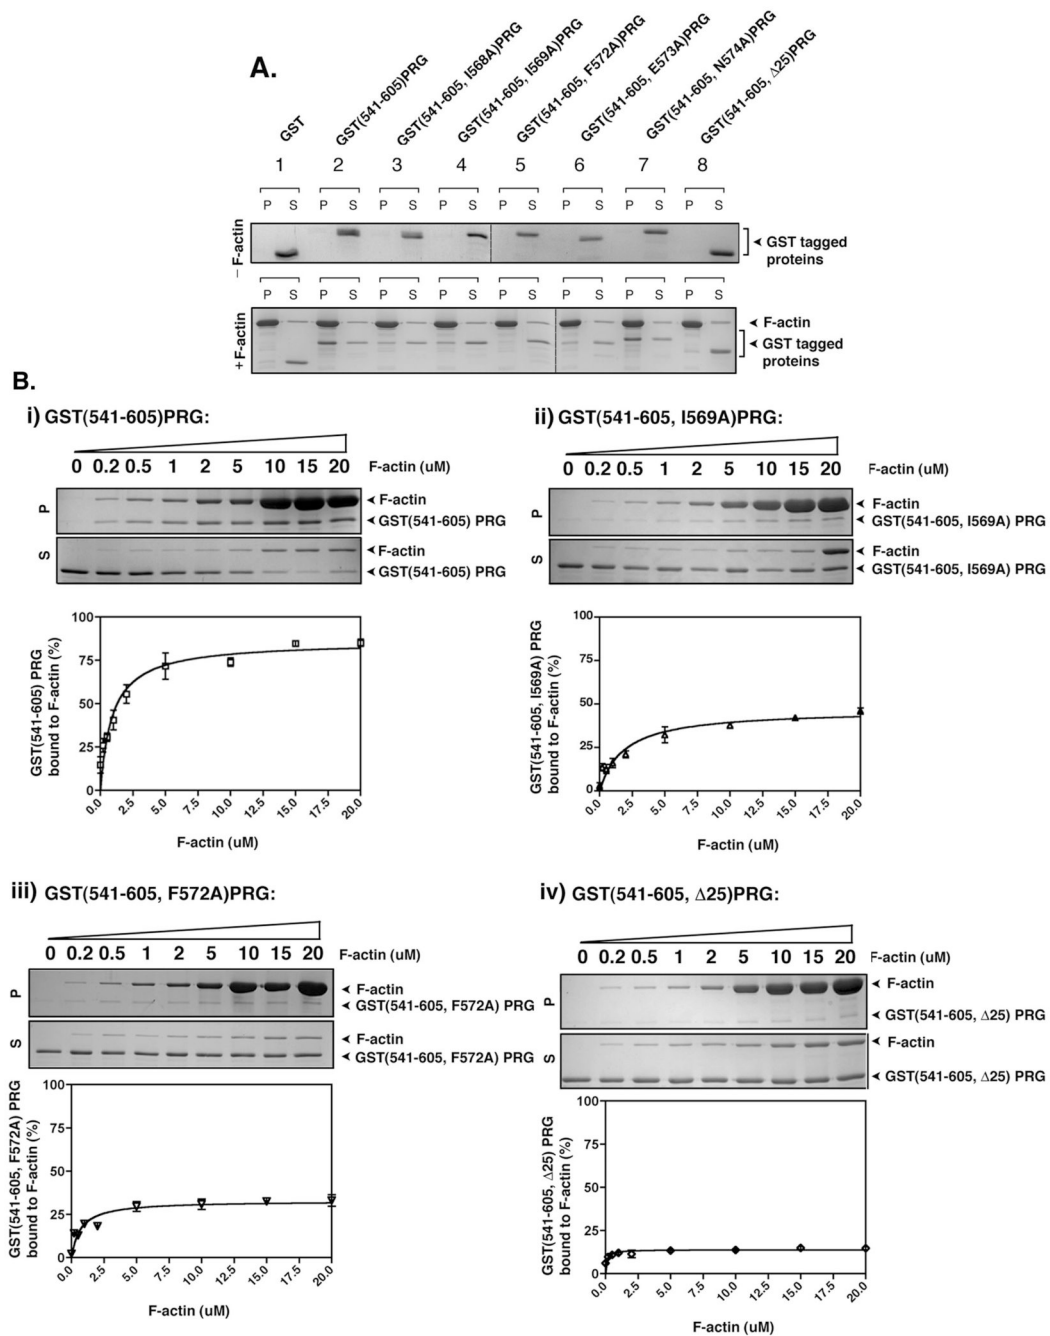 A.
GST
GST(541-605)PRG
GST(541-605, I568A)PRG
GST(541-605, I569A)PRG
GST(541-605, F572A)PRG
GST(541-605, E573A)PRG
GST(541-605, N574A)PRG
GST(541-605, Δ25)PRG
1 2 3 4 5 6 7 8
P S P S P S P S P S P S P S P S
– F-actin
GST tagged
proteins
P S P S P S P S P S P S P S P S
+ F-actin
F-actin
GST tagged
proteins
B.
i) GST(541-605)PRG:
0 0.2 0.5 1 2 5 10 15 20 F-actin (uM)
P
F-actin
GST(541-605) PRG
S
F-actin
GST(541-605) PRG
GST(541-605) PRG
bound to F-actin (%)
100
75
50
25
0
0.0 2.5 5.0 7.5 10.0 12.5 15.0 17.5 20.0
F-actin (uM)
ii) GST(541-605, I569A)PRG:
0 0.2 0.5 1 2 5 10 15 20 F-actin (uM)
P
F-actin
GST(541-605, I569A) PRG
S
F-actin
GST(541-605, I569A) PRG
GST(541-605, I569A) PRG
bound to F-actin (%)
100
75
50
25
0
0.0 2.5 5.0 7.5 10.0 12.5 15.0 17.5 20.0
F-actin (uM)
iii) GST(541-605, F572A)PRG:
0 0.2 0.5 1 2 5 10 15 20 F-actin (uM)
P
F-actin
GST(541-605, F572A) PRG
S
F-actin
GST(541-605, F572A) PRG
GST(541-605, F572A) PRG
bound to F-actin (%)
100
75
50
25
0
0.0 2.5 5.0 7.5 10.0 12.5 15.0 17.5 20.0
F-actin (uM)
iv) GST(541-605, Δ25)PRG:
0 0.2 0.5 1 2 5 10 15 20 F-actin (uM)
P
F-actin
GST(541-605, Δ25) PRG
S
F-actin
GST(541-605, Δ25) PRG
GST(541-605, Δ25) PRG
bound to F-actin (%)
100
75
50
25
0
0.0 2.5 5.0 7.5 10.0 12.5 15.0 17.5 20.0
F-actin (uM)